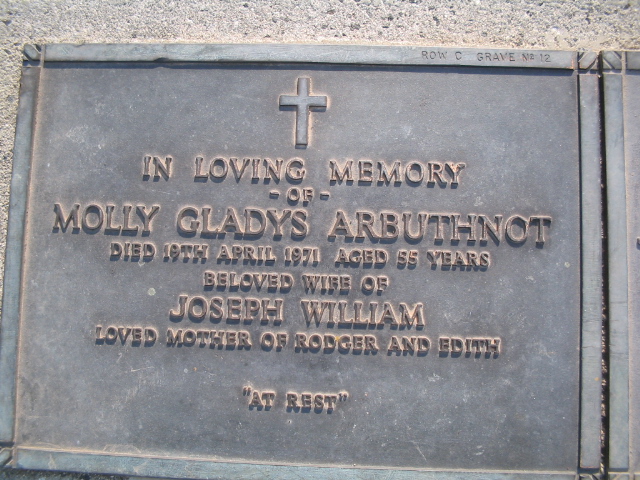 ROW C GRAVE Nº 12
IN LOVING MEMORY
- OF -
MOLLY GLADYS ARBUTHNOT
DIED 19TH APRIL 1971 AGED 55 YEARS
BELOVED WIFE OF
JOSEPH WILLIAM
LOVED MOTHER OF RODGER AND EDITH
"AT REST"